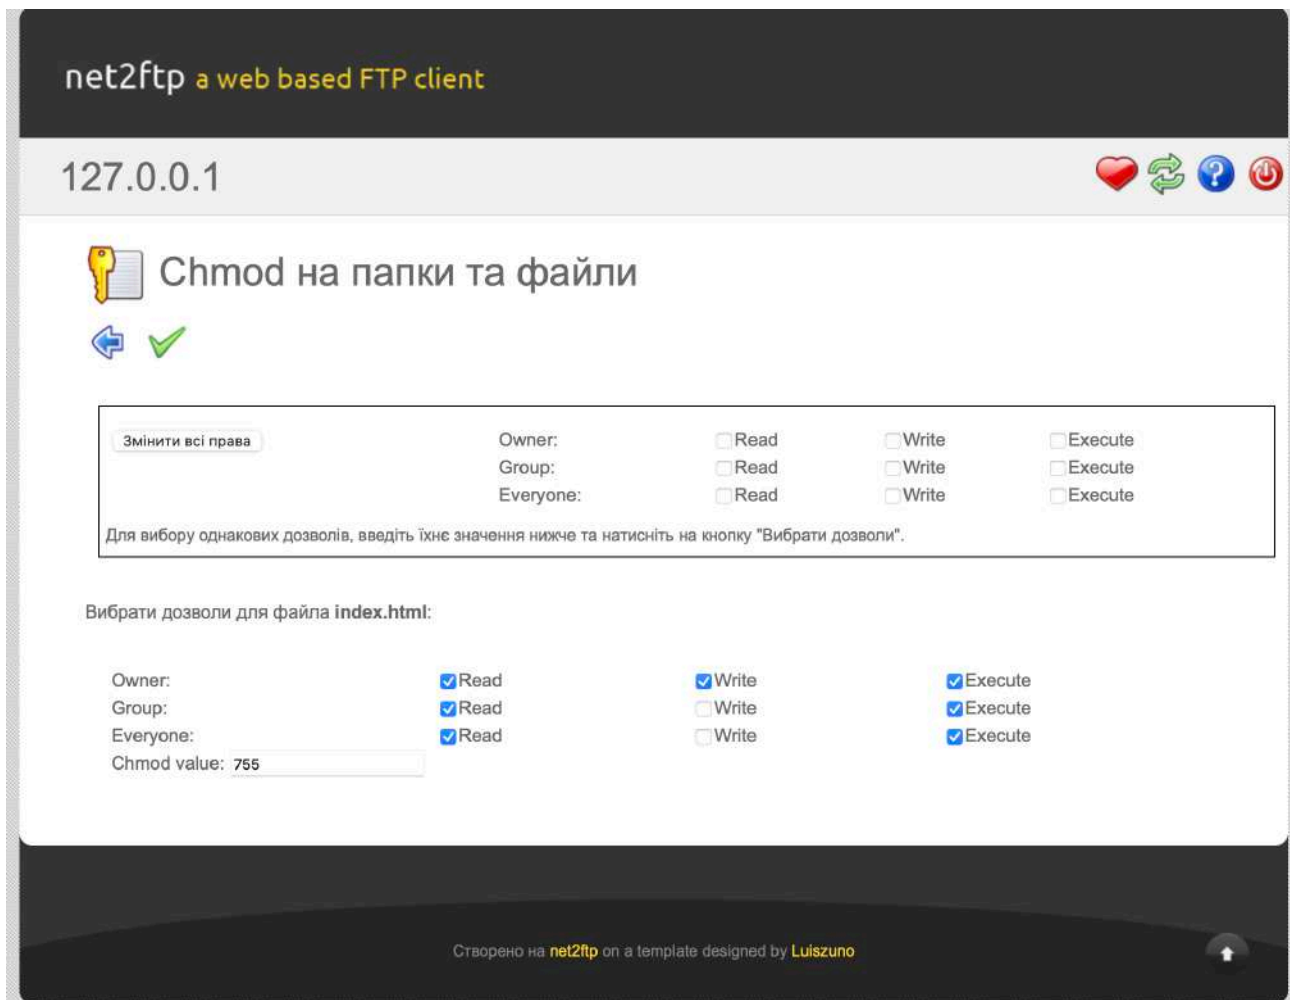 net2ftp a web based FTP client
127.0.0.1
Chmod на папки та файли
Змінити всі права Owner: Read Write Execute
Group: Read Write Execute
Everyone: Read Write Execute
Для вибору однакових дозволів, введіть їхнє значення нижче та натисніть на кнопку "Вибрати дозволи".
Вибрати дозволи для файла index.html:
Owner: Read Write Execute
Group: Read Write Execute
Everyone: Read Write Execute
Chmod value: 755
Створено на net2ftp on a template designed by Luiszuno